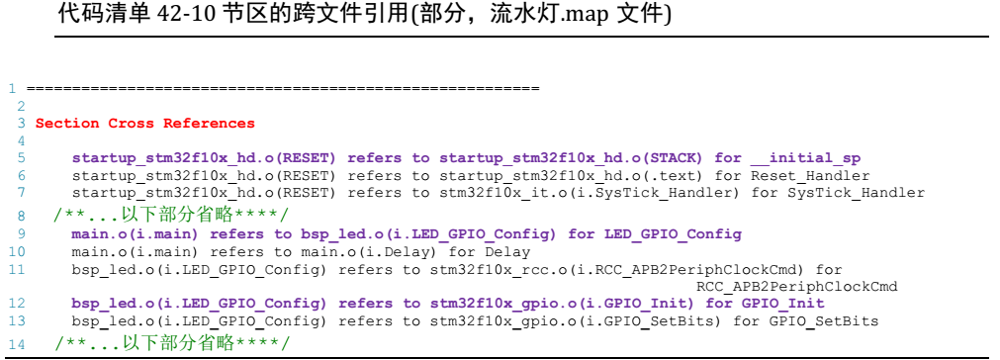 代码清单 42-10 节区的跨文件引用(部分，流水灯.map 文件)
1 ========================================================
2
3 Section Cross References
4
5 startup_stm32f10x_hd.o(RESET) refers to startup_stm32f10x_hd.o(STACK) for __initial_sp
6 startup_stm32f10x_hd.o(RESET) refers to startup_stm32f10x_hd.o(.text) for Reset_Handler
7 startup_stm32f10x_hd.o(RESET) refers to stm32f10x_it.o(i.SysTick_Handler) for SysTick_Handler
8 /**...以下部分省略****/
9 main.o(i.main) refers to bsp_led.o(i.LED_GPIO_Config) for LED_GPIO_Config
10 main.o(i.main) refers to main.o(i.Delay) for Delay
11 bsp_led.o(i.LED_GPIO_Config) refers to stm32f10x_rcc.o(i.RCC_APB2PeriphClockCmd) for
RCC_APB2PeriphClockCmd
12 bsp_led.o(i.LED_GPIO_Config) refers to stm32f10x_gpio.o(i.GPIO_Init) for GPIO_Init
13 bsp_led.o(i.LED_GPIO_Config) refers to stm32f10x_gpio.o(i.GPIO_SetBits) for GPIO_SetBits
14 /**...以下部分省略****/